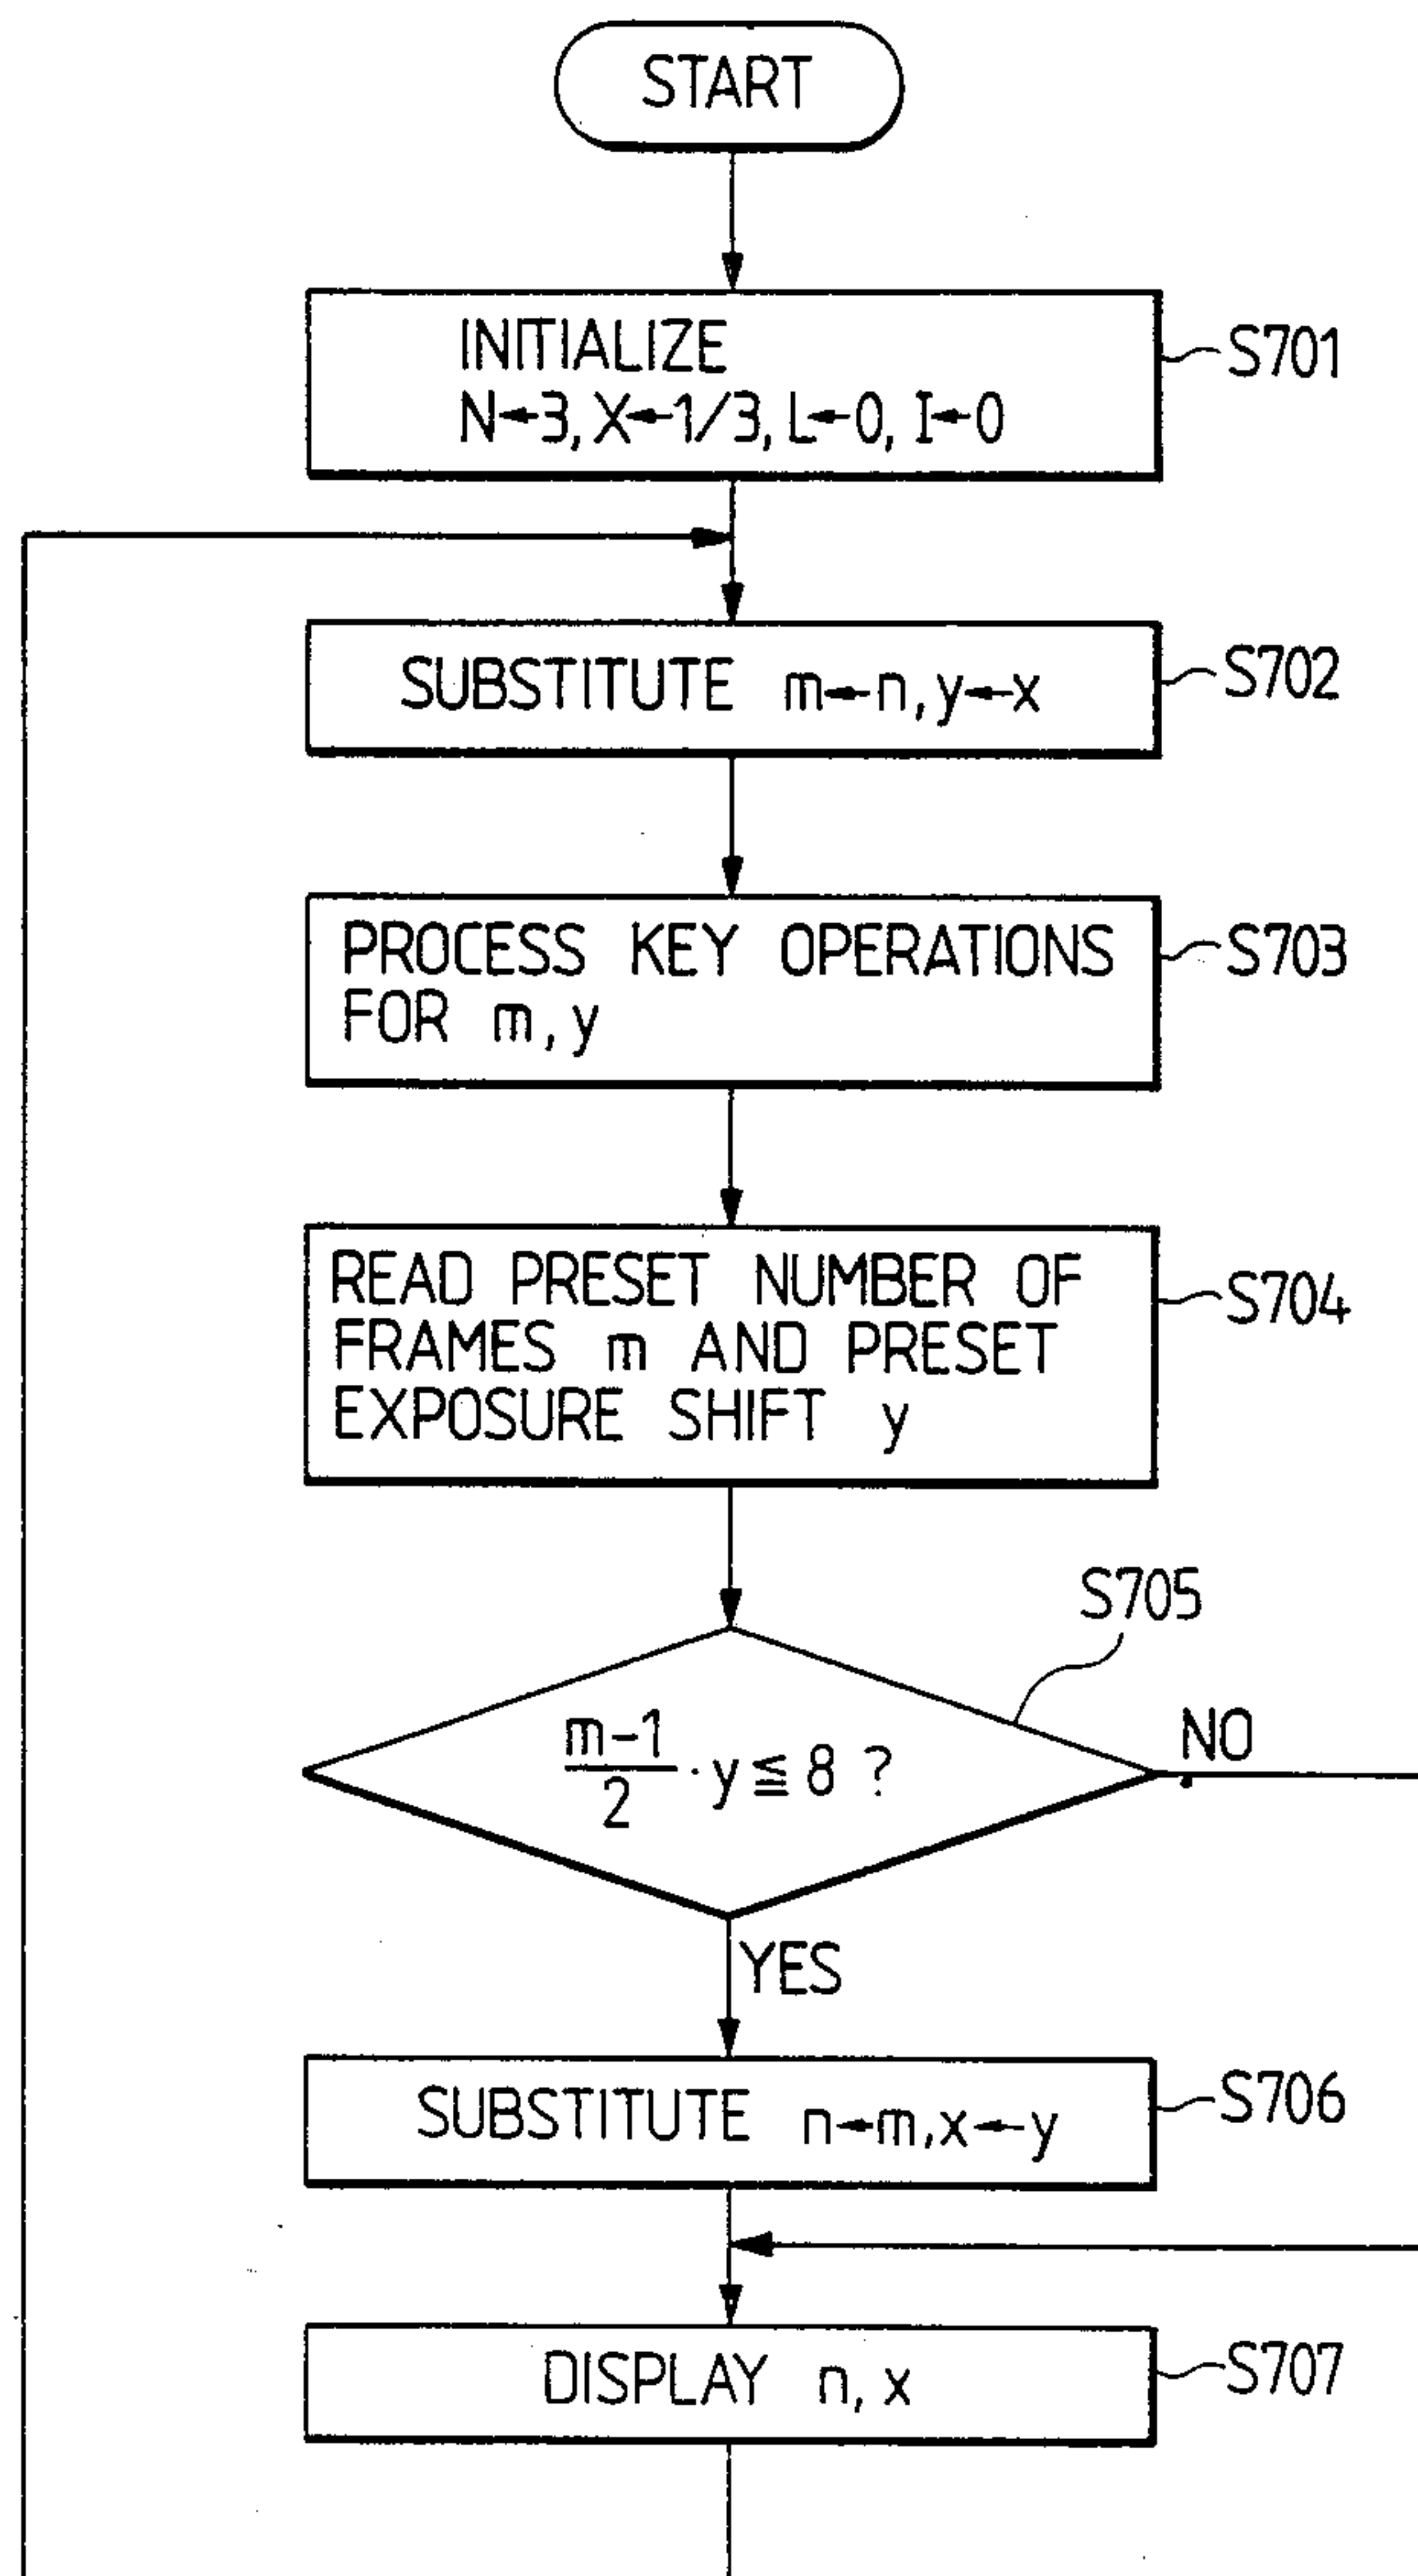 START
INITIALIZE
N←3, X←1/3, L←0, I←0
S701
SUBSTITUTE m←n, y←x
S702
PROCESS KEY OPERATIONS
FOR m, y
S703
READ PRESET NUMBER OF
FRAMES m AND PRESET
EXPOSURE SHIFT y
S704
S705
m-1
2
· y ≦ 8 ?
NO
YES
SUBSTITUTE n←m, x←y
S706
DISPLAY n, x
S707